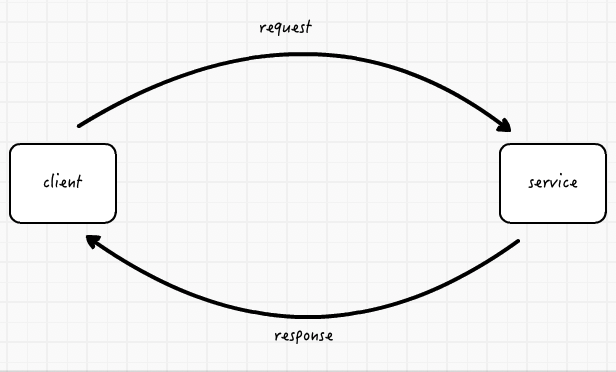 request
client
service
response